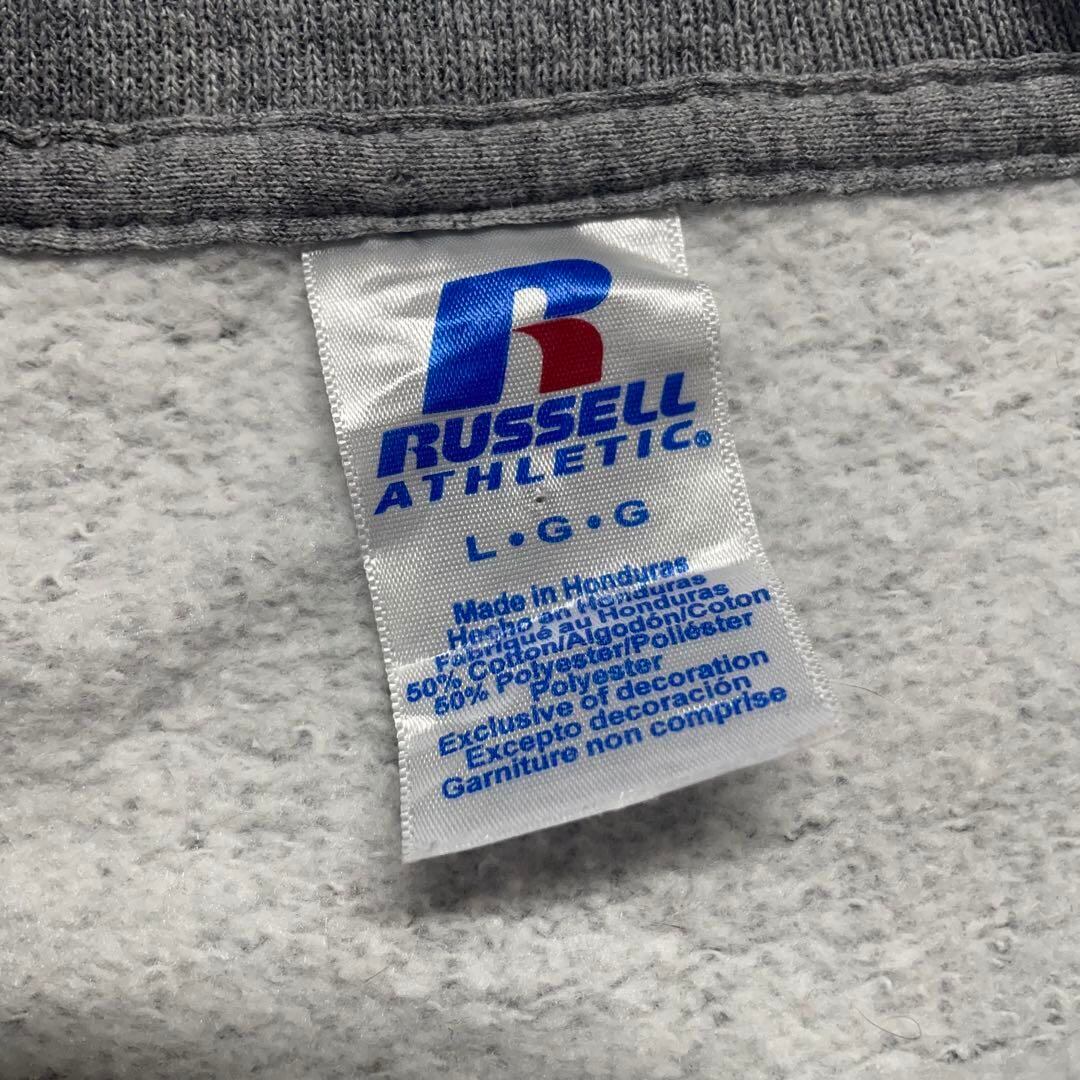 R
RUSSELL
ATHLETIC®
L•G•G
Made in Honduras
Hecho en Honduras
Fabriqué au Honduras
50% Cotton/Algodón/Coton
50% Polyester/Poliéster
Polyester
Exclusive of decoration
Excepto decoración
Garniture non comprise